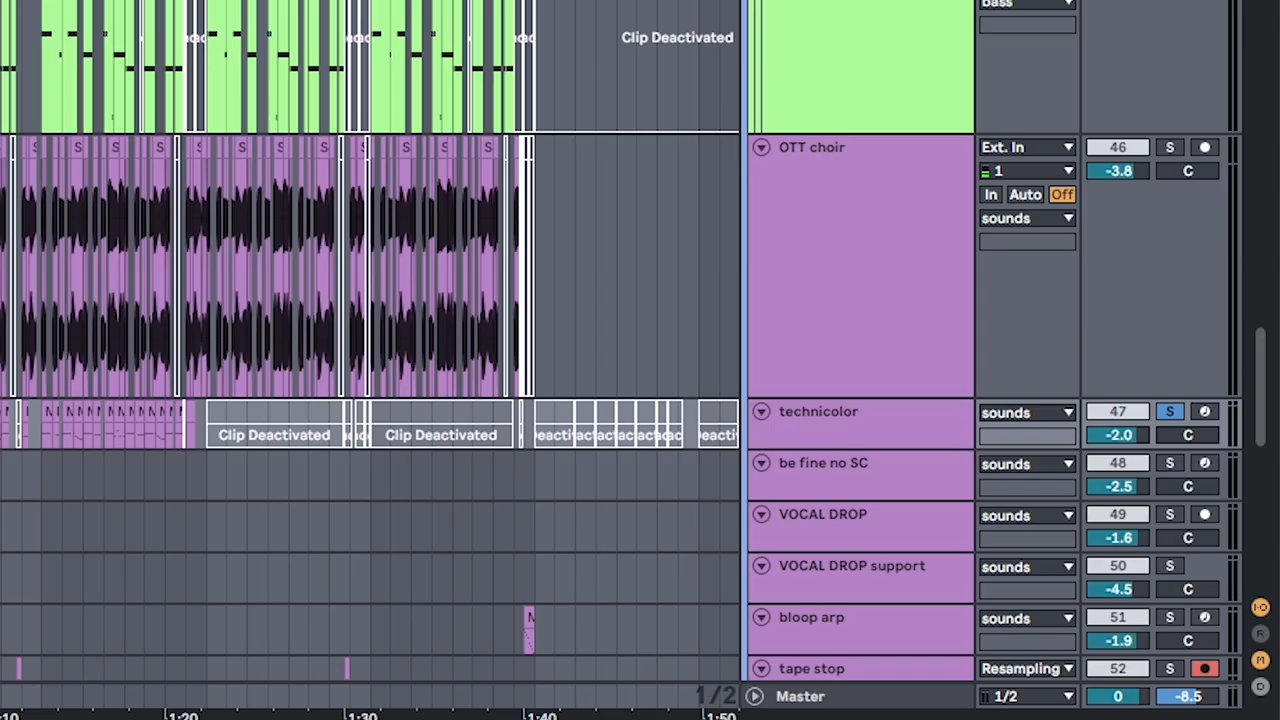 bass
Clip Deactivated
S S S S S S S S S S S
OTT choir Ext. In 46 S
1 -3.8 C
In Auto Off
sounds
technicolor sounds 47 S
Clip Deactivated Clip Deactivated -2.0 C
be fine no SC sounds 48 S
-2.5 C
VOCAL DROP sounds 49 S
-1.6 C
VOCAL DROP support sounds 50 S
-4.5 C
bloop arp sounds 51 S
-1.9 C
tape stop Resampling 52 S
1/2 Master 1/2 0 -8.5
1:20 1:30 1:40 1:50
I·O
R
M
D